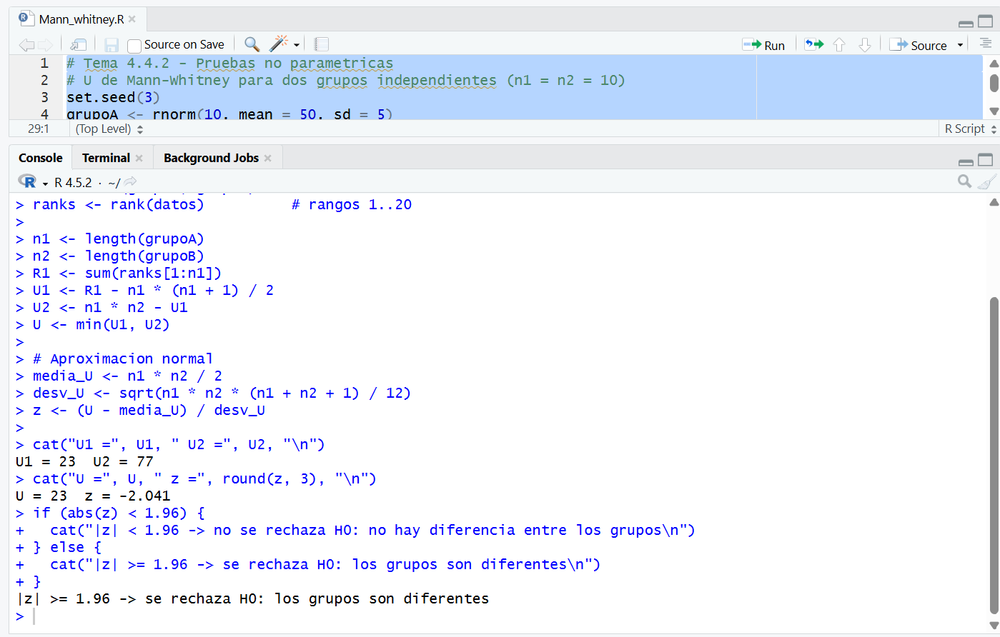 Mann_whitney.R
Source on Save
Run
Source
1 # Tema 4.4.2 - Pruebas no parametricas
2 # U de Mann-Whitney para dos grupos independientes (n1 = n2 = 10)
3 set.seed(3)
4 grupoA <- rnorm(10, mean = 50, sd = 5)
29:1 (Top Level) R Script
Console Terminal Background Jobs
R 4.5.2 · ~/
> ranks <- rank(datos)          # rangos 1..20
>
> n1 <- length(grupoA)
> n2 <- length(grupoB)
> R1 <- sum(ranks[1:n1])
> U1 <- R1 - n1 * (n1 + 1) / 2
> U2 <- n1 * n2 - U1
> U <- min(U1, U2)
>
> # Aproximacion normal
> media_U <- n1 * n2 / 2
> desv_U <- sqrt(n1 * n2 * (n1 + n2 + 1) / 12)
> z <- (U - media_U) / desv_U
>
> cat("U1 =", U1, " U2 =", U2, "\n")
U1 = 23  U2 = 77
> cat("U =", U, " z =", round(z, 3), "\n")
U = 23  z = -2.041
> if (abs(z) < 1.96) {
+   cat("|z| < 1.96 -> no se rechaza H0: no hay diferencia entre los grupos\n")
+ } else {
+   cat("|z| >= 1.96 -> se rechaza H0: los grupos son diferentes\n")
+ }
|z| >= 1.96 -> se rechaza H0: los grupos son diferentes
>